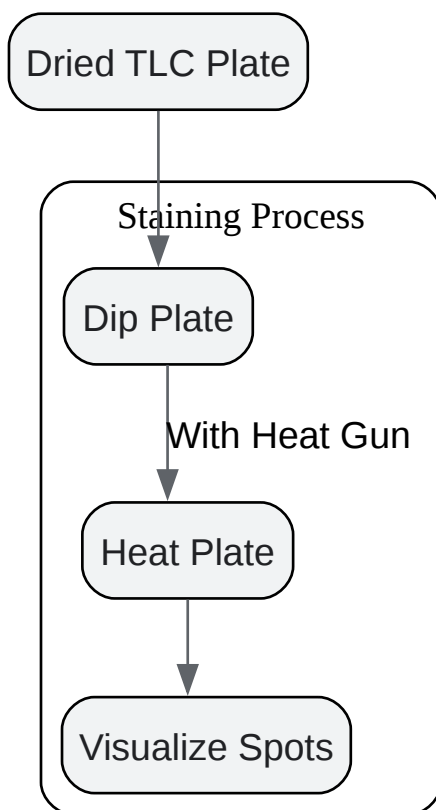 Dried TLC Plate
Staining Process
Dip Plate
With Heat Gun
Heat Plate
Visualize Spots